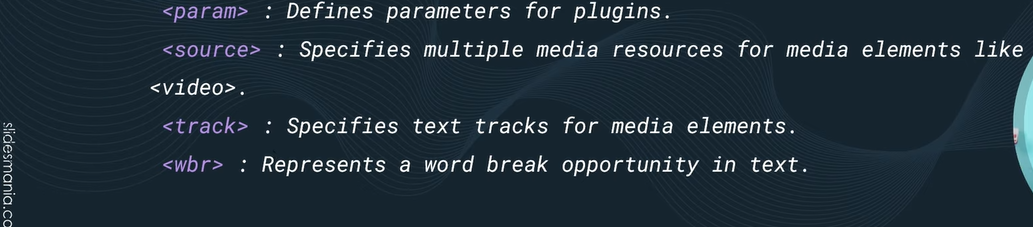 <param> : Defines parameters for plugins.
<source> : Specifies multiple media resources for media elements like
<video>.
<track> : Specifies text tracks for media elements.
<wbr> : Represents a word break opportunity in text.
slidesmania.co